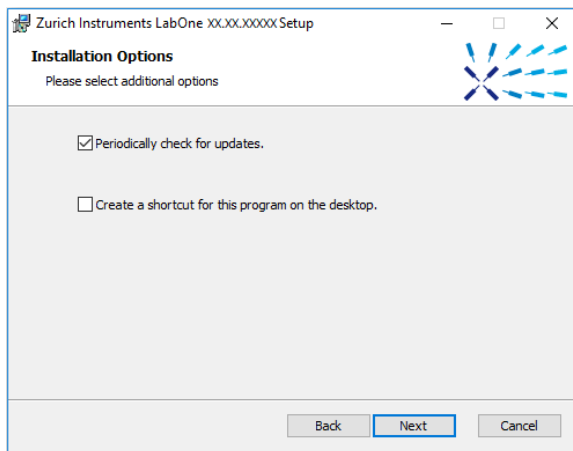 Zurich Instruments LabOne XX.XX.XXXXX Setup
Installation Options
Please select additional options
Periodically check for updates.
Create a shortcut for this program on the desktop.
Back Next Cancel